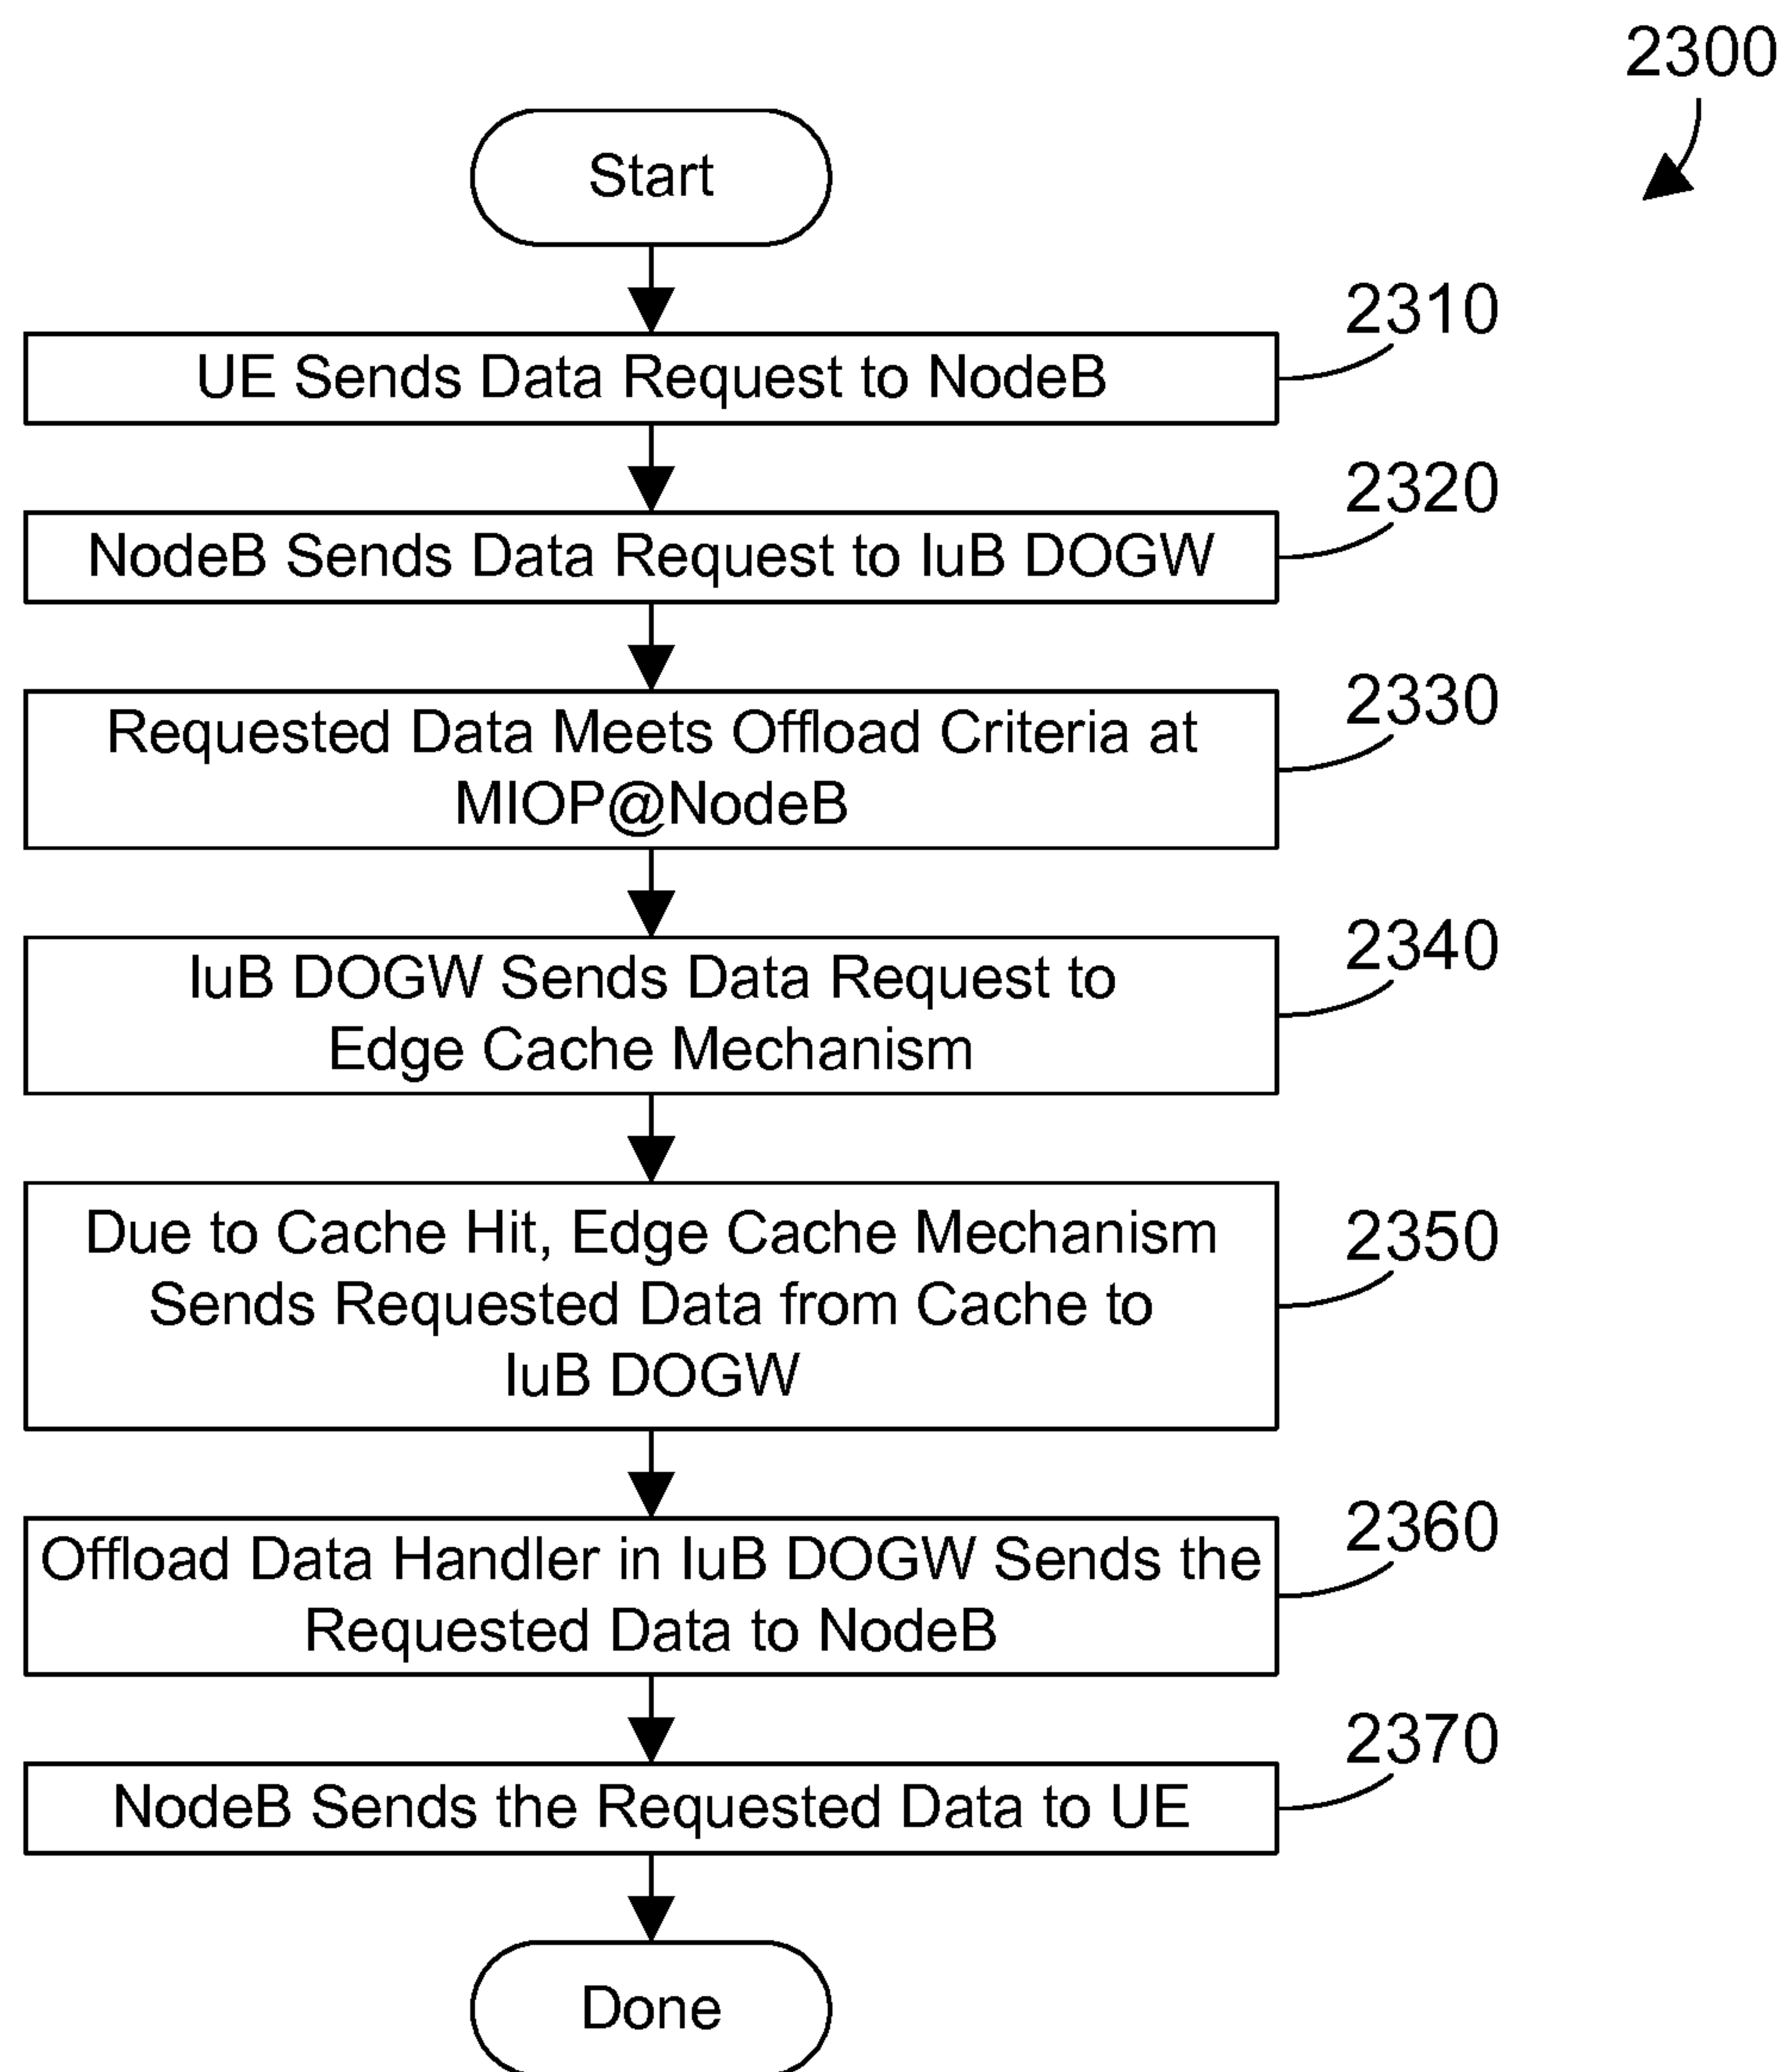 2300
Start
2310
UE Sends Data Request to NodeB
2320
NodeB Sends Data Request to IuB DOGW
2330
Requested Data Meets Offload Criteria at
MIOP@NodeB
2340
IuB DOGW Sends Data Request to
Edge Cache Mechanism
2350
Due to Cache Hit, Edge Cache Mechanism
Sends Requested Data from Cache to
IuB DOGW
2360
Offload Data Handler in IuB DOGW Sends the
Requested Data to NodeB
2370
NodeB Sends the Requested Data to UE
Done